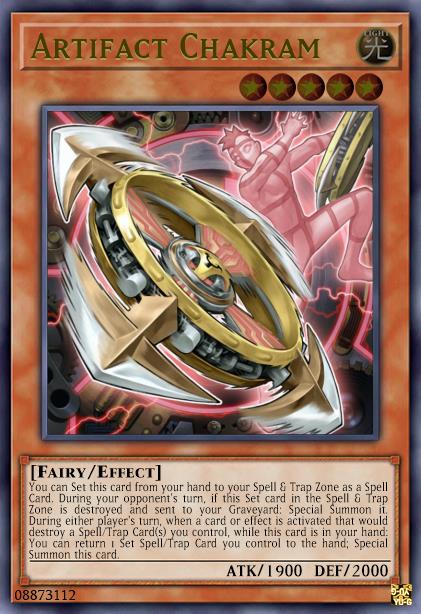 ARTIFACT CHAKRAM
LIGHT
光
[FAIRY/EFFECT]
You can Set this card from your hand to your Spell & Trap Zone as a Spell
Card. During your opponent's turn, if this Set card in the Spell & Trap
Zone is destroyed and sent to your Graveyard: Special Summon it.
During either player's turn, when a card or effect is activated that would
destroy a Spell/Trap Card(s) you control, while this card is in your hand:
You can return 1 Set Spell/Trap Card you control to the hand; Special
Summon this card.
ATK/1900 DEF/2000
08873112